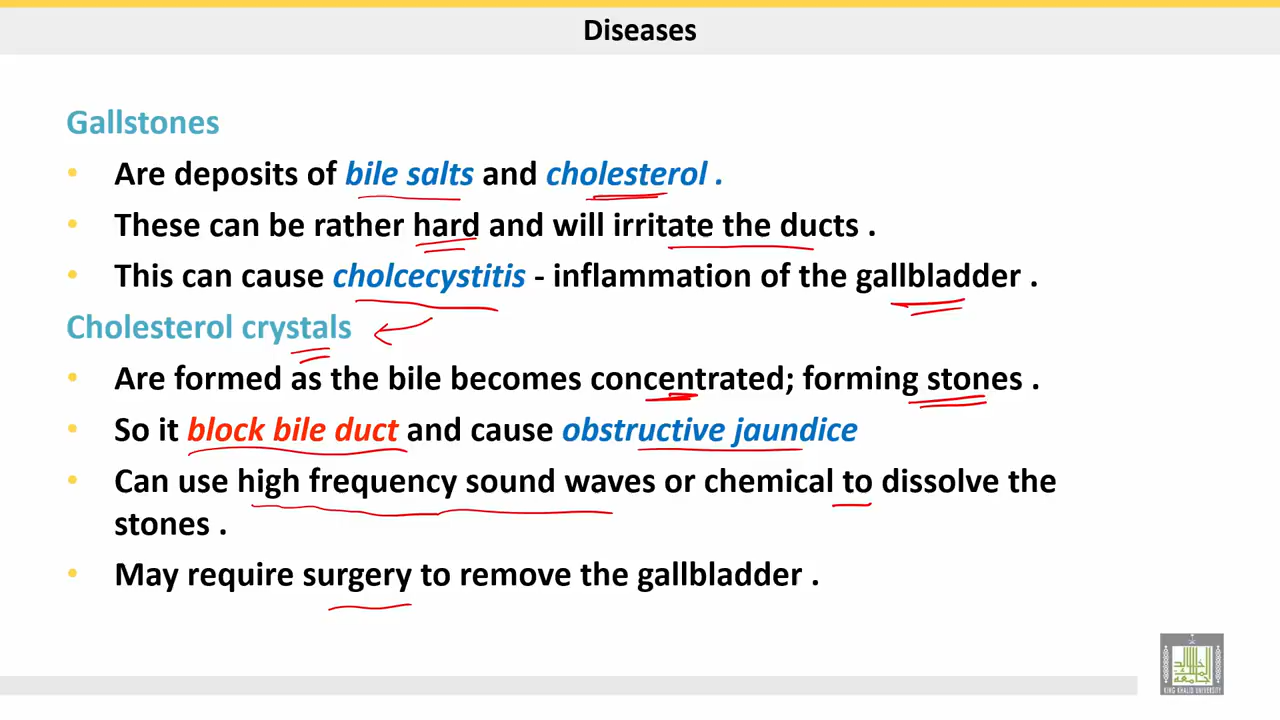 Diseases
Gallstones
• Are deposits of bile salts and cholesterol .
• These can be rather hard and will irritate the ducts .
• This can cause cholcecystitis - inflammation of the gallbladder .
Cholesterol crystals
• Are formed as the bile becomes concentrated; forming stones .
• So it block bile duct and cause obstructive jaundice
• Can use high frequency sound waves or chemical to dissolve the
stones .
• May require surgery to remove the gallbladder .
KING KHALID UNIVERSITY